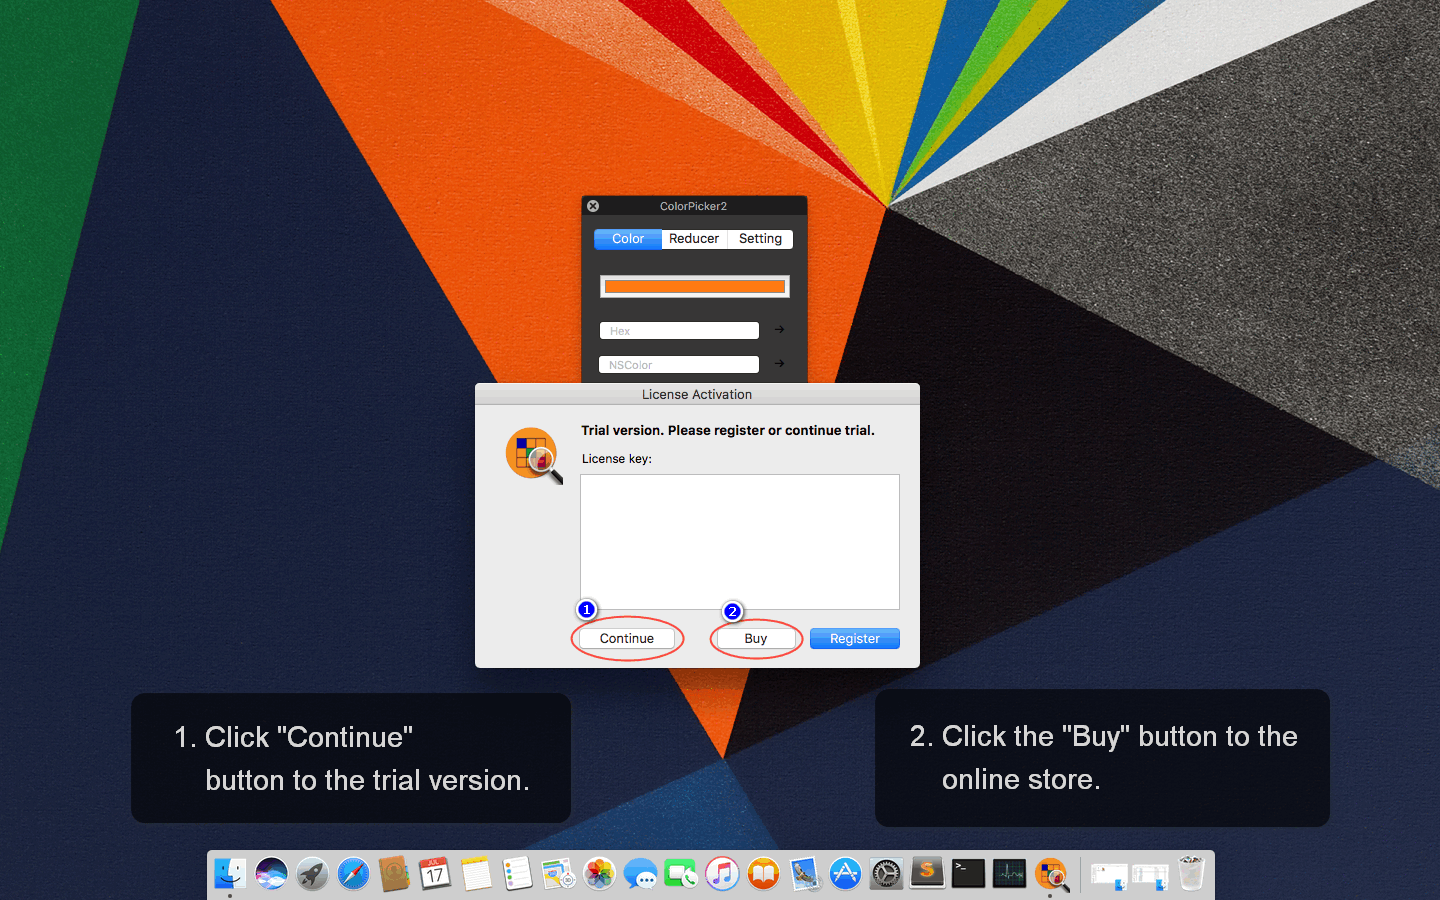 ColorPicker2
Color Reducer Setting
Hex →
NSColor →
License Activation
Trial version. Please register or continue trial.
License key:
1 2
Continue Buy Register
1. Click "Continue"
button to the trial version.
2. Click the "Buy" button to the
online store.
JUL
17
S
>_